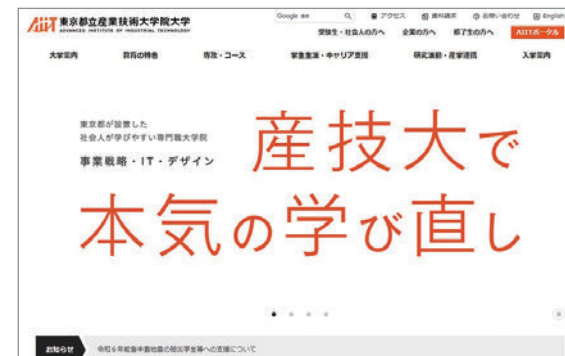 AIIT 東京都立産業技術大学院大学
ADVANCED INSTITUTE OF INDUSTRIAL TECHNOLOGY
Google 検索
アクセス 資料請求 お問い合わせ English
受験生・社会人の方へ 企業の方へ 修了生の方へ AIITポータル
大学案内 教育の特色 専攻・コース 学生生活・キャリア支援 研究活動・産学連携 入学案内
東京都が設置した
社会人が学びやすい専門職大学院
事業戦略・IT・デザイン
産技大で
本気の学び直し
お知らせ 令和6年能登半島地震の被災学生等への支援について